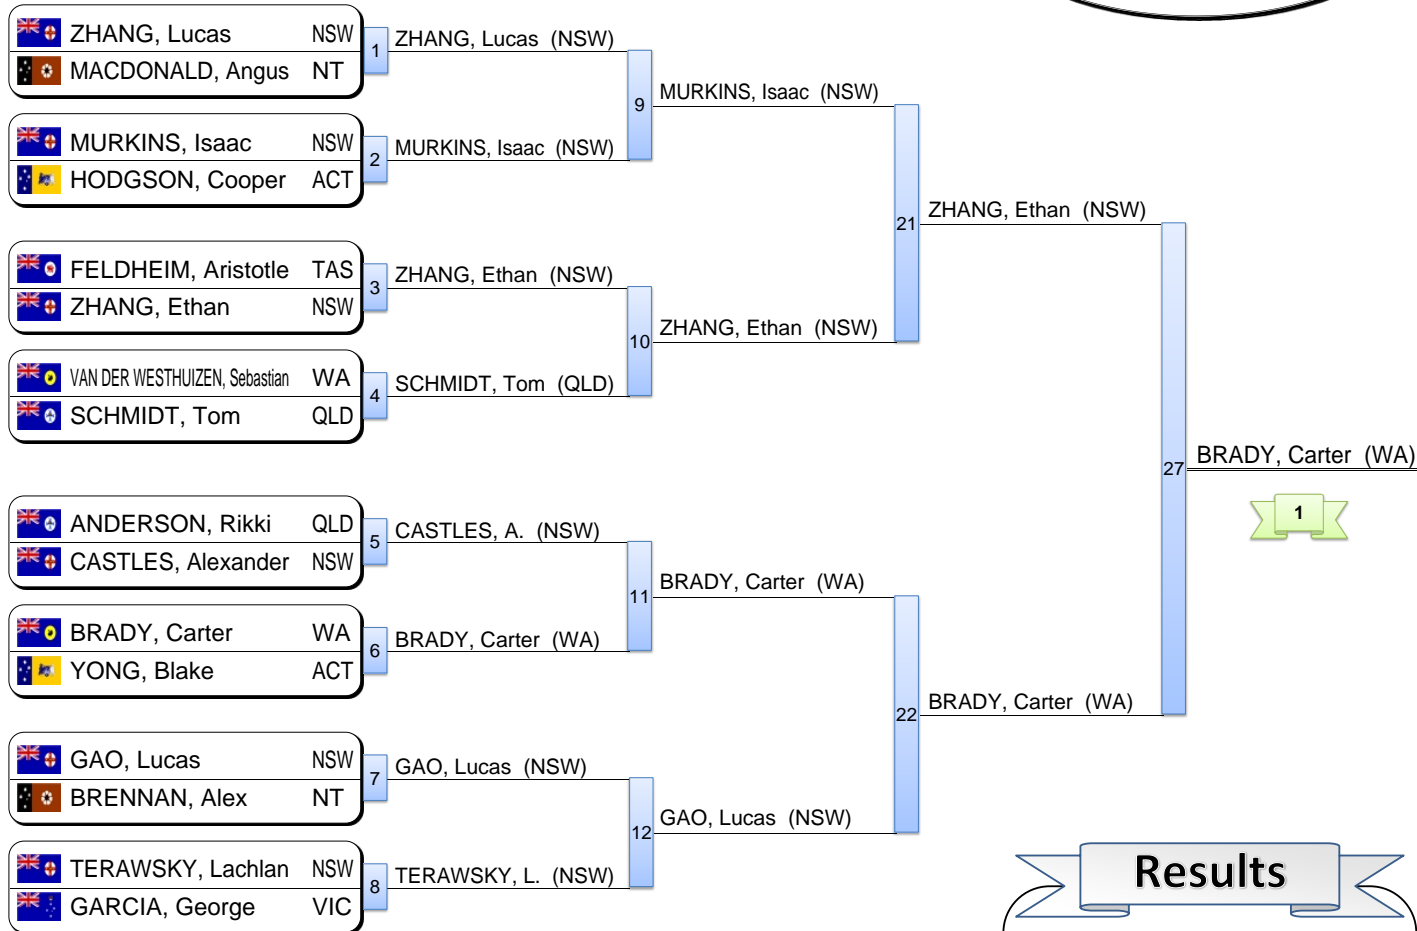 ZHANG, Lucas NSW
MACDONALD, Angus NT
1
ZHANG, Lucas (NSW)
MURKINS, Isaac NSW
HODGSON, Cooper ACT
2
MURKINS, Isaac (NSW)
9
MURKINS, Isaac (NSW)
FELDHEIM, Aristotle TAS
ZHANG, Ethan NSW
3
ZHANG, Ethan (NSW)
VAN DER WESTHUIZEN, Sebastian WA
SCHMIDT, Tom QLD
4
SCHMIDT, Tom (QLD)
10
ZHANG, Ethan (NSW)
21
ZHANG, Ethan (NSW)
ANDERSON, Rikki QLD
CASTLES, Alexander NSW
5
CASTLES, A. (NSW)
BRADY, Carter WA
YONG, Blake ACT
6
BRADY, Carter (WA)
11
BRADY, Carter (WA)
GAO, Lucas NSW
BRENNAN, Alex NT
7
GAO, Lucas (NSW)
TERAWSKY, Lachlan NSW
GARCIA, George VIC
8
TERAWSKY, L. (NSW)
12
GAO, Lucas (NSW)
22
BRADY, Carter (WA)
27
BRADY, Carter (WA)
1
Results